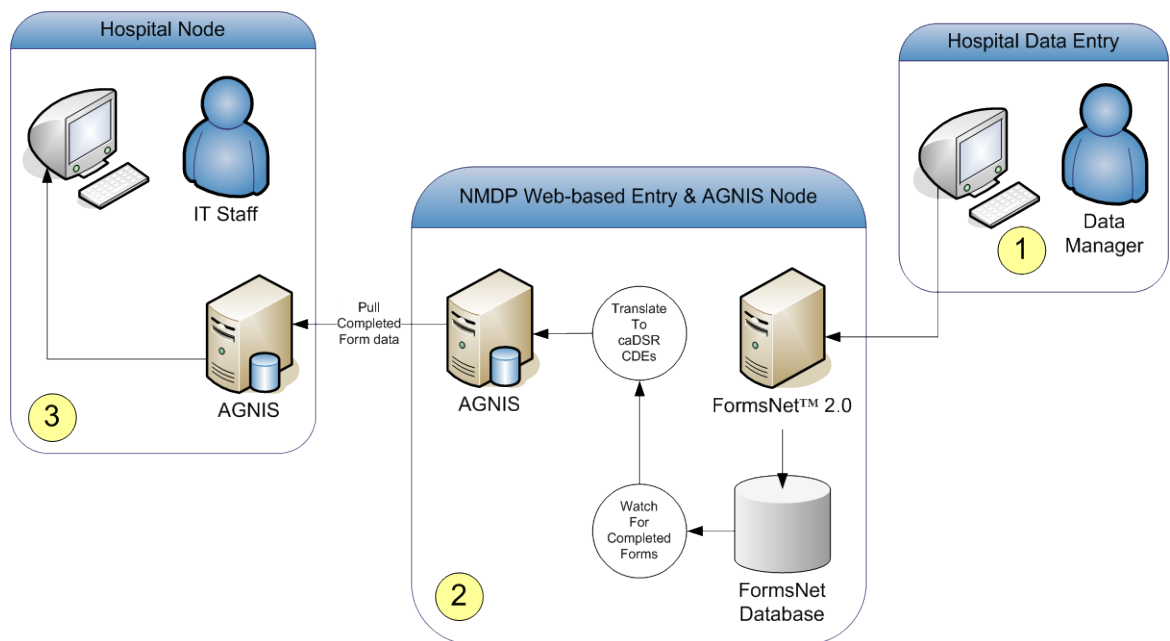 Hospital Node
IT Staff
AGNIS
3
Pull
Completed
Form data
NMDP Web-based Entry & AGNIS Node
AGNIS
Translate
To
caDSR
CDEs
FormsNet™ 2.0
Watch
For
Completed
Forms
FormsNet
Database
2
Hospital Data Entry
1
Data
Manager